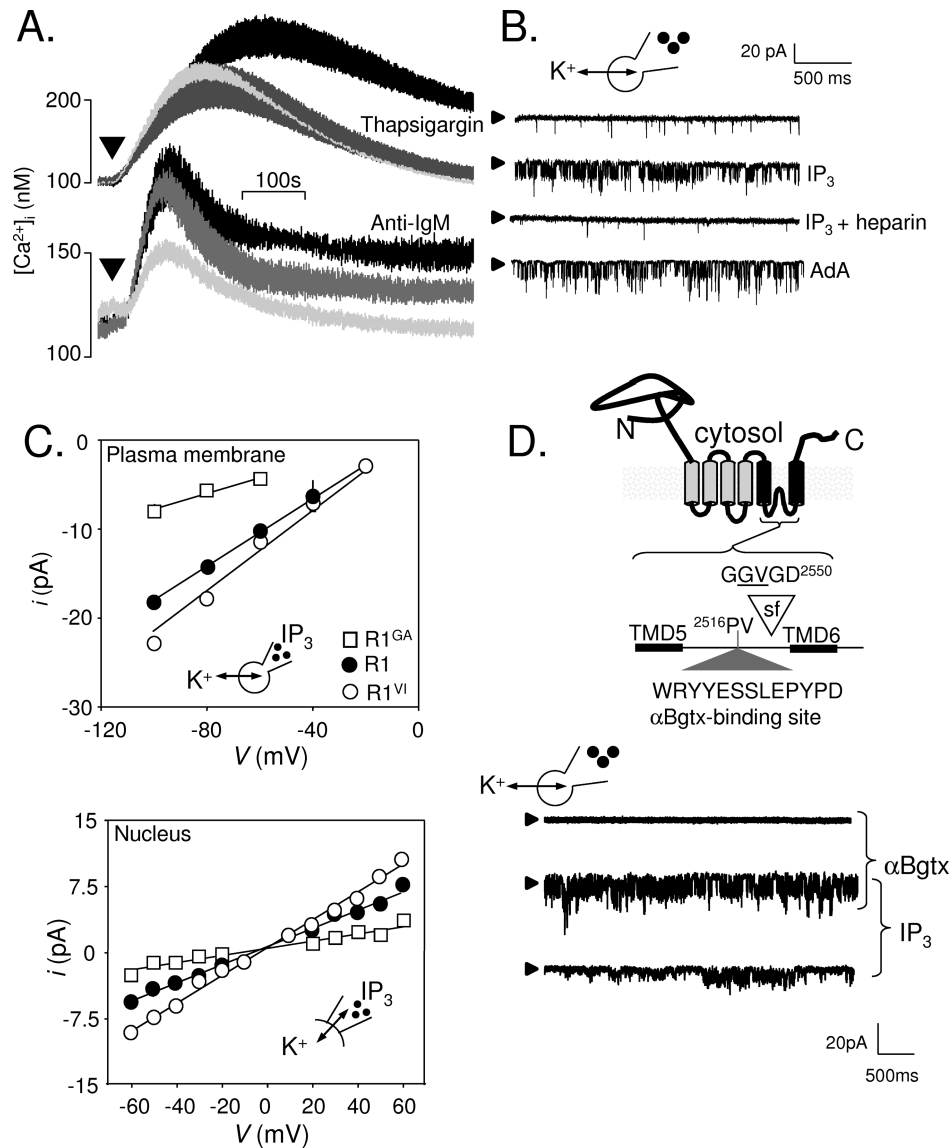 A.
[Ca²⁺]ᵢ (nM)
200
100
Thapsigargin
100s
Anti-IgM
150
100
B.
K⁺
20 pA
500 ms
IP₃
IP₃ + heparin
AdA
C.
Plasma membrane
i (pA)
0
-10
-20
-30
IP₃
K⁺
R1ᴳᴬ
R1
R1ⱽᴵ
-120
-80
-40
0
V (mV)
Nucleus
i (pA)
15
7.5
0
-7.5
-15
IP₃
K⁺
-60
-40
-20
0
20
40
60
V (mV)
D.
N
cytosol
C
GGVGD²⁵⁵⁰
sf
²⁵¹⁶PV
TMD5
TMD6
WRYYESSLEPYPD
αBgtx-binding site
K⁺
αBgtx
IP₃
20pA
500ms